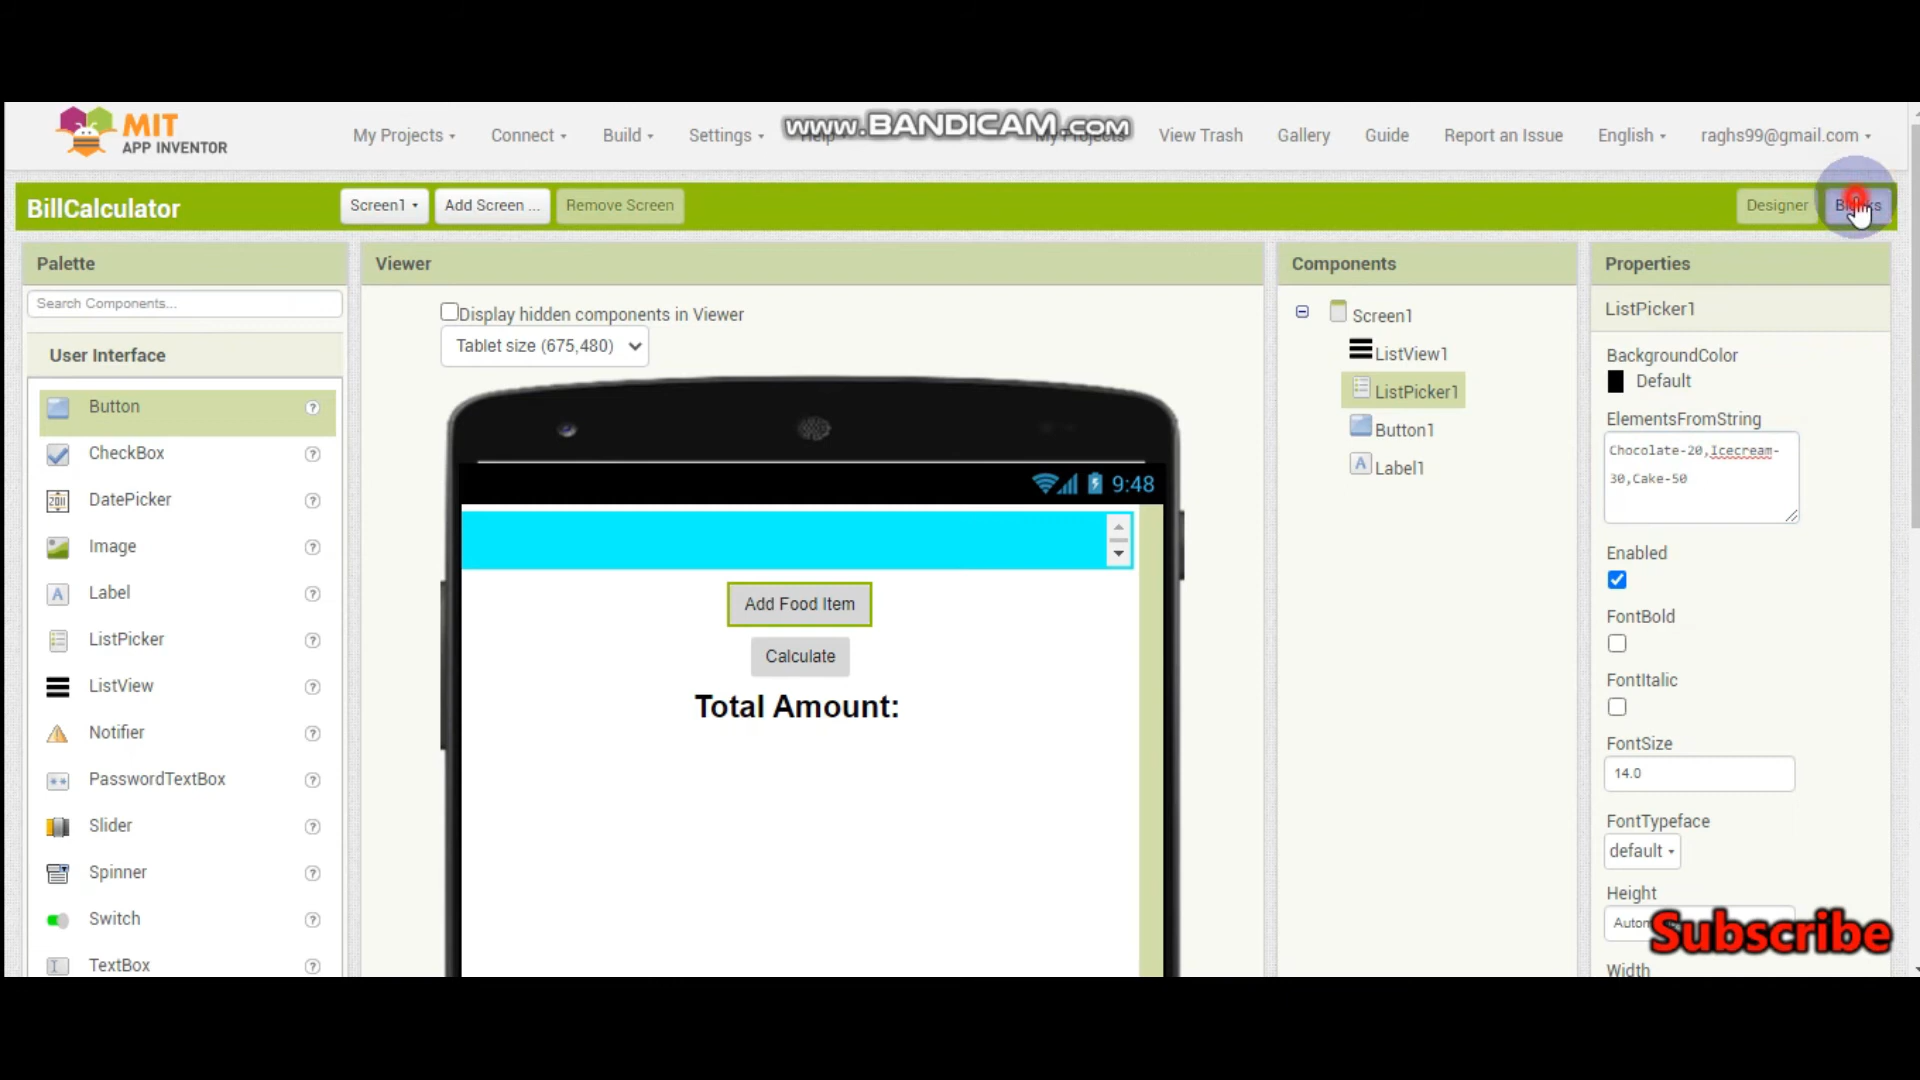 MIT
APP INVENTOR
My Projects
Connect
Build
Settings
www.BANDICAM.com
My Projects
View Trash
Gallery
Guide
Report an Issue
English
raghs99@gmail.com
BillCalculator
Screen1
Add Screen ...
Remove Screen
Designer
Palette
Viewer
Components
Properties
Search Components...
User Interface
Button
CheckBox
2011
DatePicker
Image
A
Label
ListPicker
ListView
Notifier
PasswordTextBox
Slider
Spinner
Switch
TextBox
Display hidden components in Viewer
Tablet size (675,480)
9:48
Add Food Item
Calculate
Total Amount:
Screen1
ListView1
ListPicker1
Button1
A
Label1
ListPicker1
BackgroundColor
Default
ElementsFromString
Chocolate-20,Icecream-
30,Cake-50
Enabled
FontBold
FontItalic
FontSize
14.0
FontTypeface
default
Height
Subscribe
Width